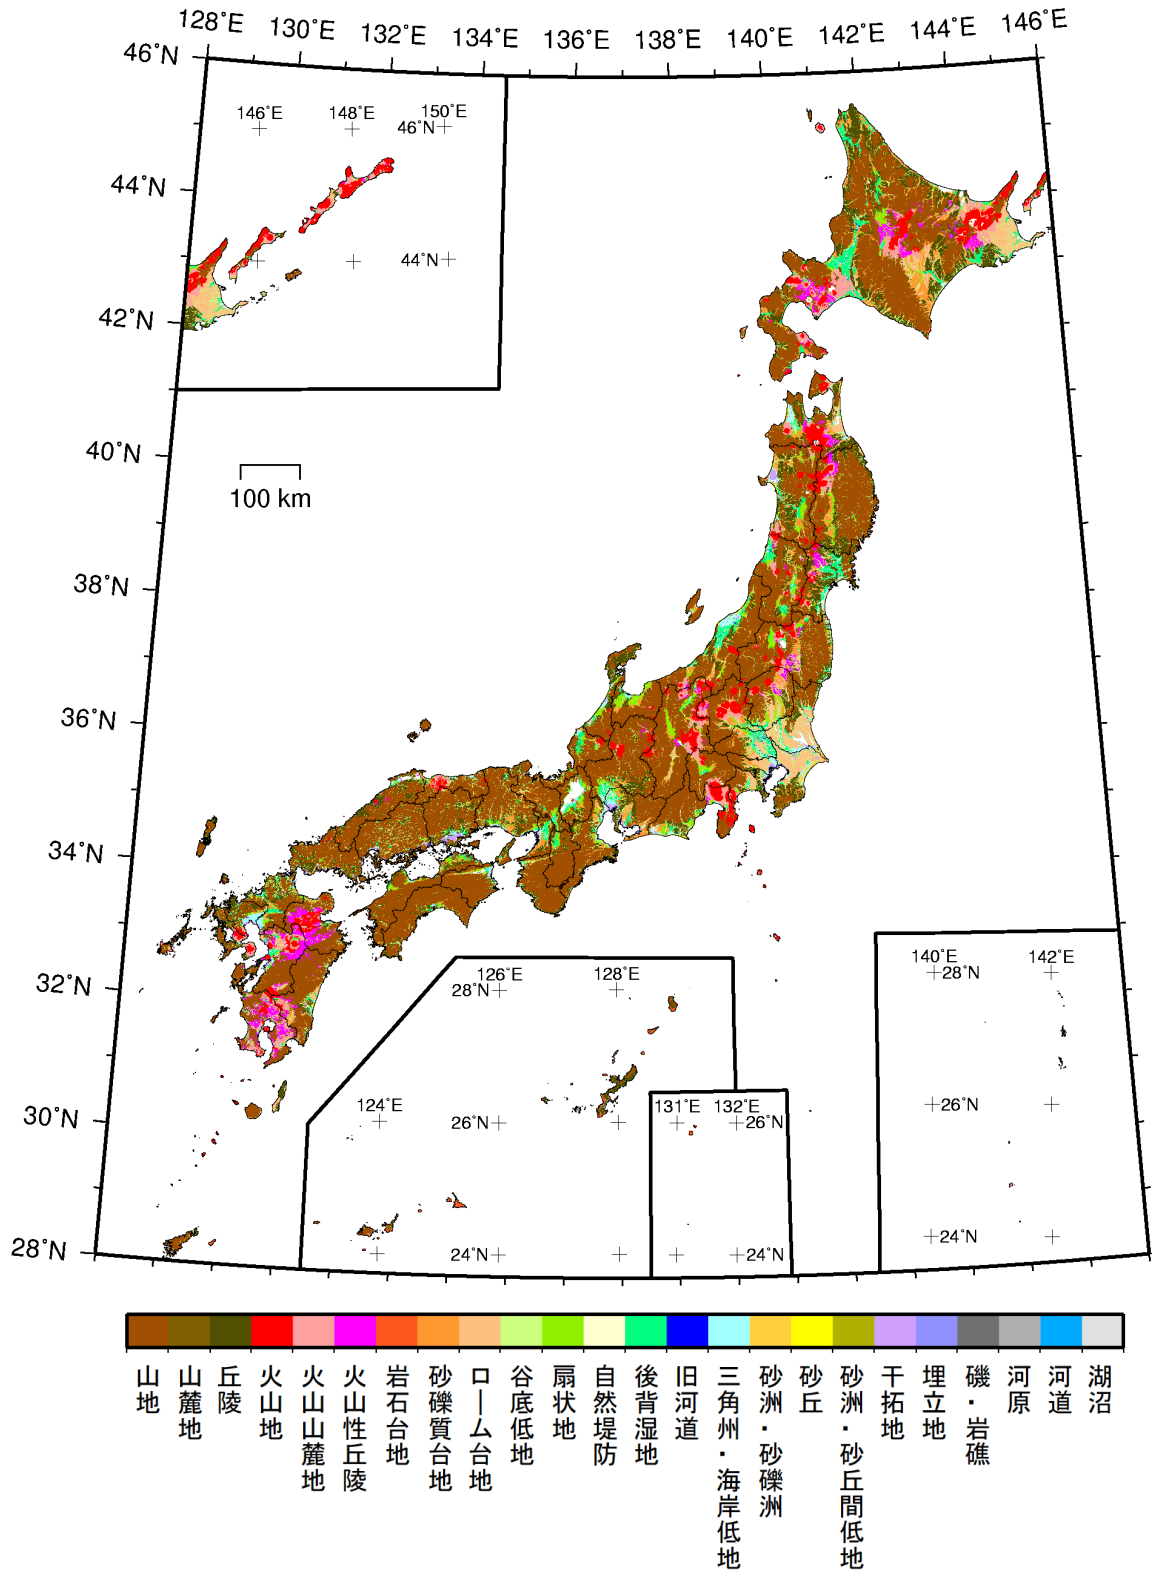 128°E 130°E 132°E 134°E 136°E 138°E 140°E 142°E 144°E 146°E
46°N
44°N
42°N
40°N
38°N
36°N
34°N
32°N
30°N
28°N
146°E 148°E 150°E
46°N
44°N
100 km
126°E 128°E
28°N
124°E
26°N
24°N
131°E 132°E
26°N
24°N
140°E 142°E
28°N
26°N
24°N
山地
山麓地
丘陵
火山地
火山山麓地
火山性丘陵
岩石台地
砂礫質台地
ローム台地
谷底低地
扇状地
自然堤防
後背湿地
旧河道
三角州・海岸低地
砂州・砂礫洲
砂丘
砂州・砂丘間低地
干拓地
埋立地
磯・岩礁
河原
河道
湖沼